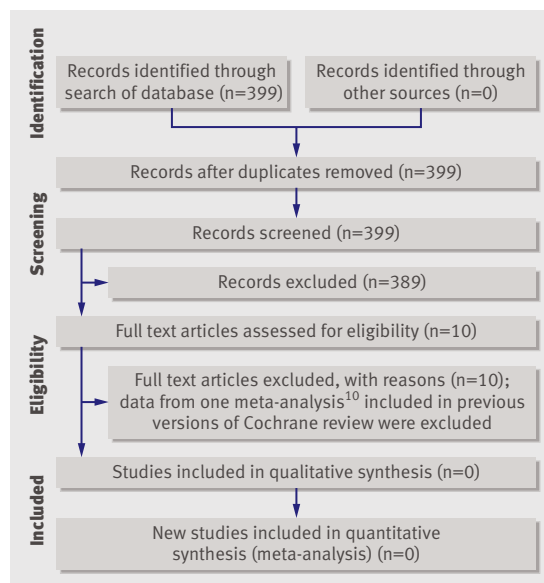 Identification
Records identified through
search of database (n=399)
Records identified through
other sources (n=0)
Records after duplicates removed (n=399)
Screening
Records screened (n=399)
Records excluded (n=389)
Eligibility
Full text articles assessed for eligibility (n=10)
Full text articles excluded, with reasons (n=10);
data from one meta-analysis10 included in previous
versions of Cochrane review were excluded
Included
Studies included in qualitative synthesis (n=0)
New studies included in quantitative
synthesis (meta-analysis) (n=0)